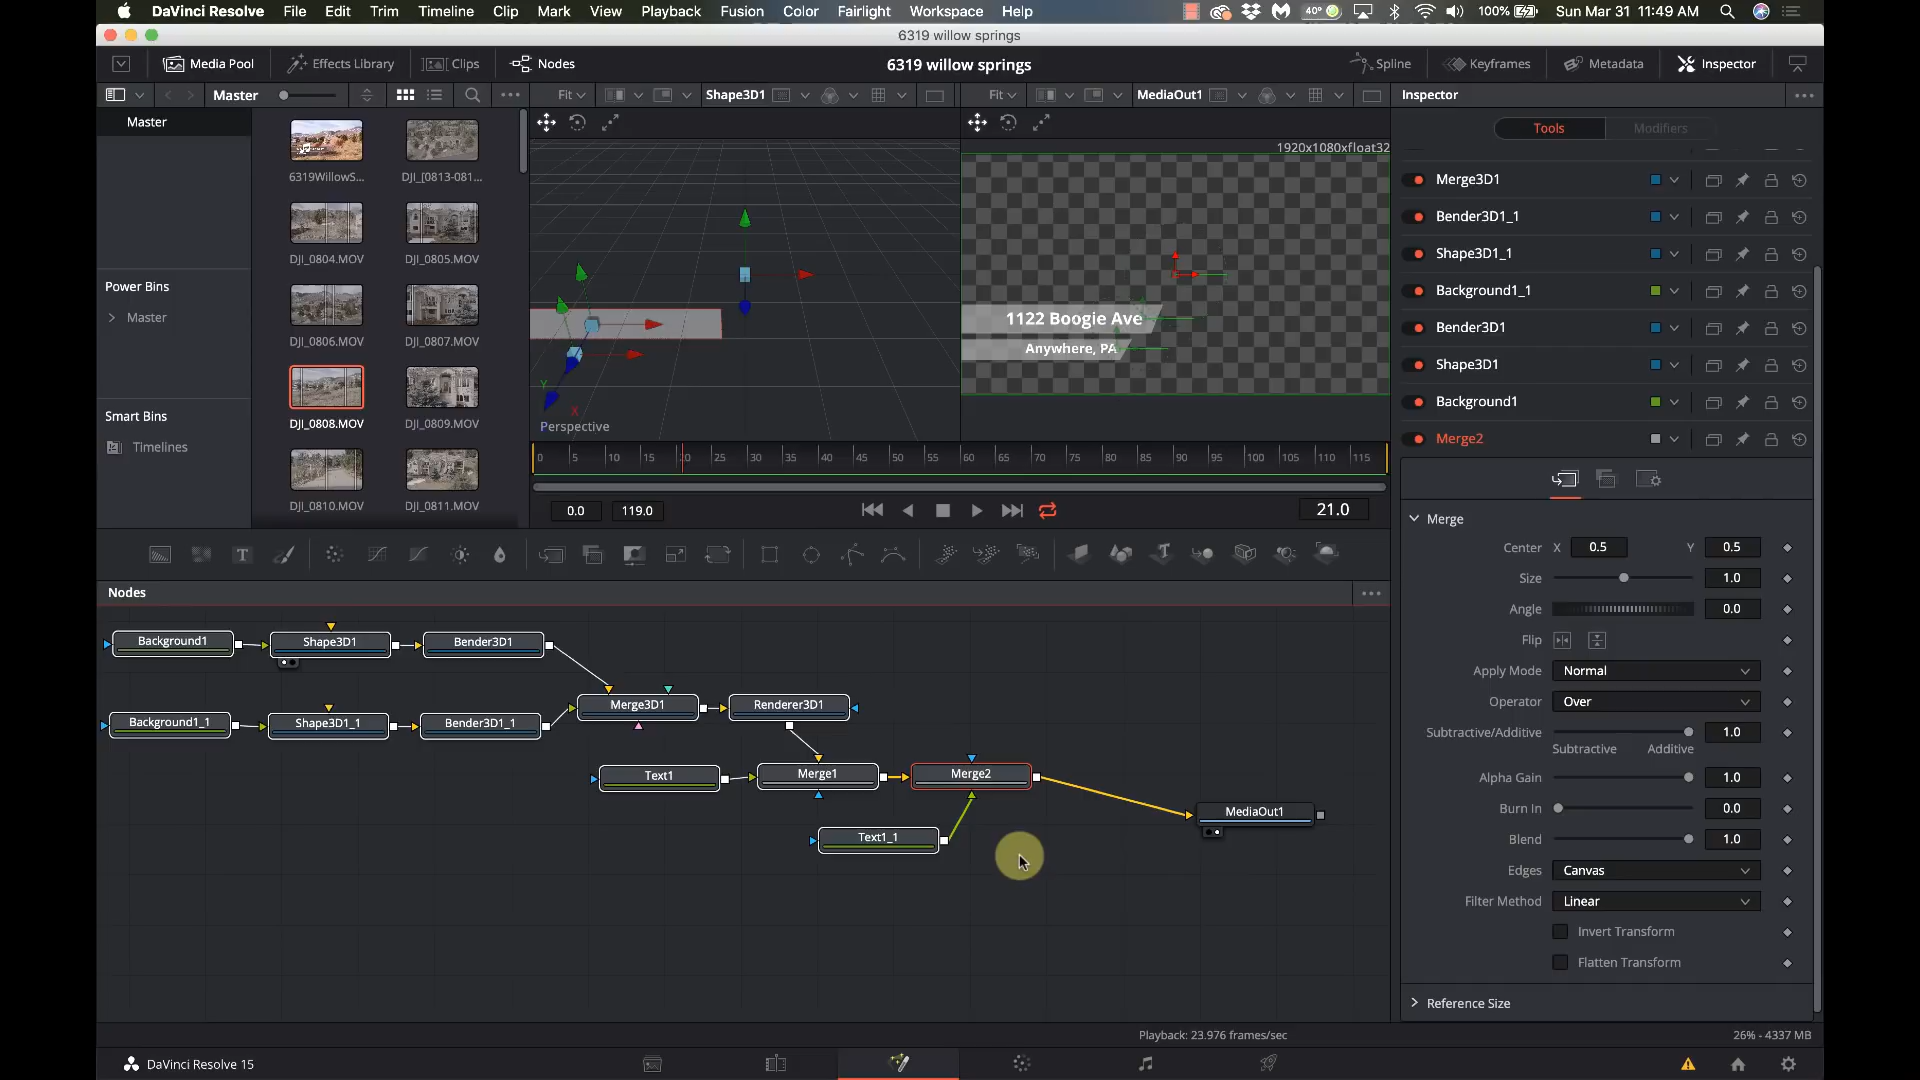 DaVinci Resolve File Edit Trim Timeline Clip Mark View Playback Fusion Color Fairlight Workspace Help 40° 100% Sun Mar 31 11:49 AM
6319 willow springs
Media Pool Effects Library Clips Nodes 6319 willow springs Spline Keyframes Metadata Inspector
Master Fit Shape3D1 Fit MediaOut1 Inspector
Master
Tools Modifiers
1920x1080xfloat32
6319WillowS... DJI_[0813-081...
DJI_0804.MOV DJI_0805.MOV
DJI_0806.MOV DJI_0807.MOV
DJI_0808.MOV DJI_0809.MOV
DJI_0810.MOV DJI_0811.MOV
Power Bins
Master
Smart Bins
Timelines
Y
X
Perspective
1122 Boogie Ave
Anywhere, PA
0 5 10 15 20 25 30 35 40 45 50 55 60 65 70 75 80 85 90 95 100 105 110 115
0.0 119.0 21.0
T
Nodes
Background1 Shape3D1 Bender3D1
Background1_1 Shape3D1_1 Bender3D1_1
Merge3D1 Renderer3D1
Text1 Merge1 Merge2
Text1_1
MediaOut1
Merge3D1
Bender3D1_1
Shape3D1_1
Background1_1
Bender3D1
Shape3D1
Background1
Merge2
Merge
Center X 0.5 Y 0.5
Size 1.0
Angle 0.0
Flip
Apply Mode Normal
Operator Over
Subtractive/Additive 1.0
Subtractive Additive
Alpha Gain 1.0
Burn In 0.0
Blend 1.0
Edges Canvas
Filter Method Linear
Invert Transform
Flatten Transform
Reference Size
Playback: 23.976 frames/sec 26% - 4337 MB
DaVinci Resolve 15